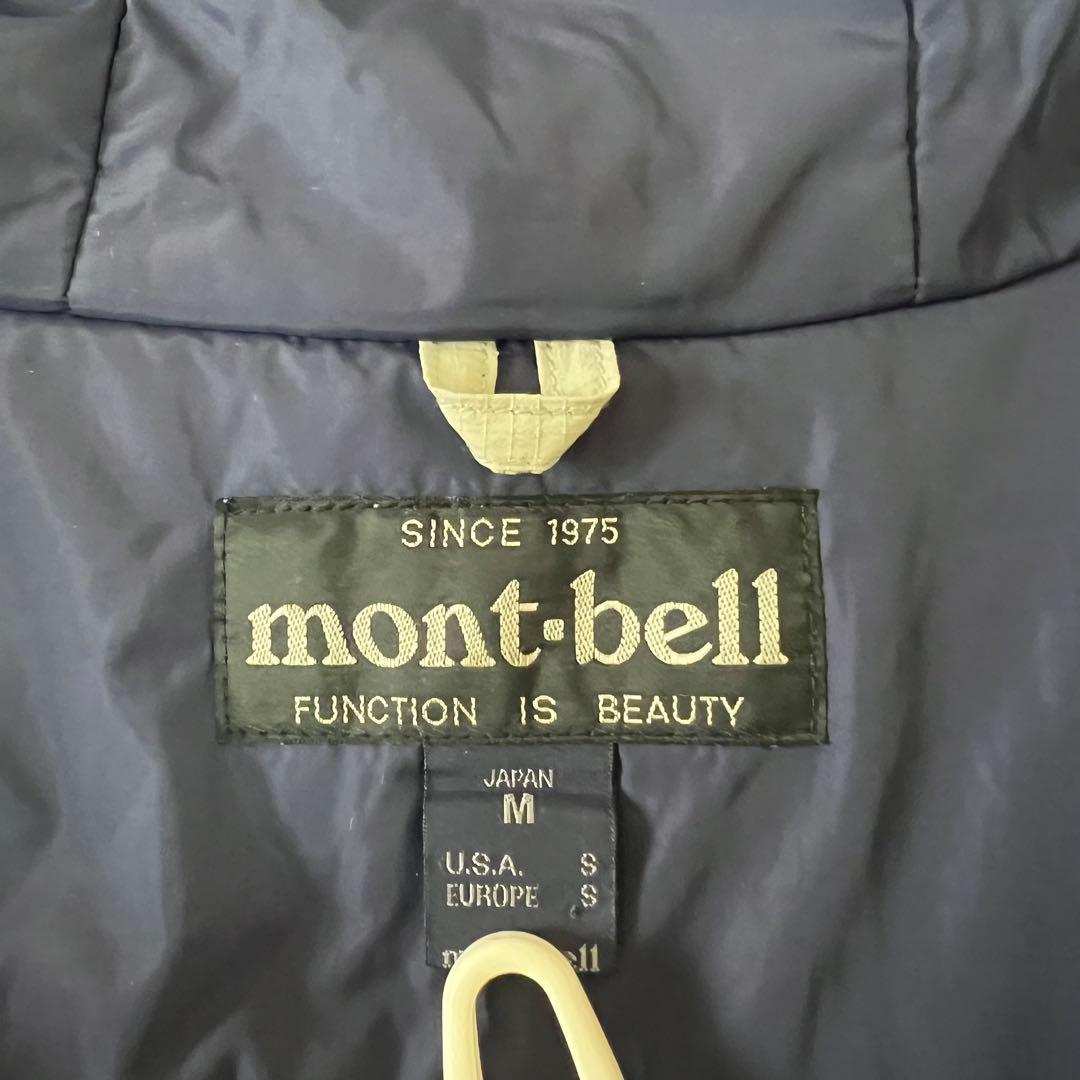 SINCE 1975
mont-bell
FUNCTION IS BEAUTY
JAPAN
M
U.S.A. S
EUROPE S